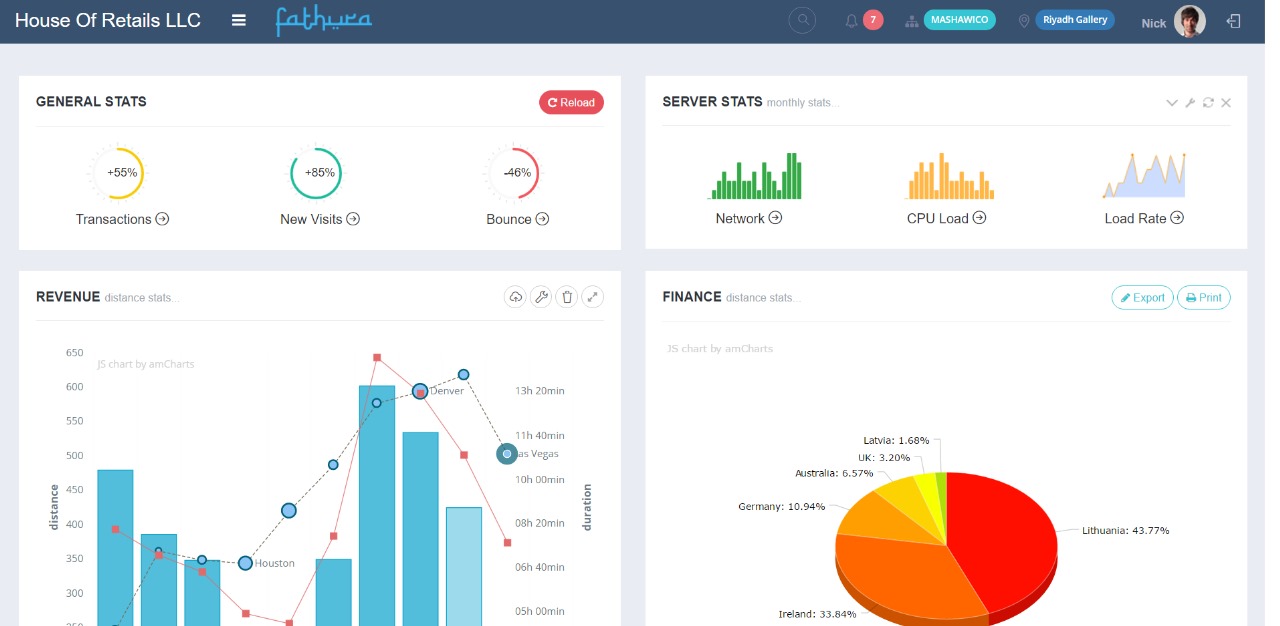 House Of Retails LLC
fathura
7
MASHAWICO
Riyadh Gallery
Nick
GENERAL STATS
Reload
+55%
+85%
-46%
Transactions
New Visits
Bounce
SERVER STATS monthly stats...
Network
CPU Load
Load Rate
REVENUE distance stats...
JS chart by amCharts
650
600
550
500
450
400
350
300
distance
Denver
as Vegas
Houston
13h 20min
11h 40min
10h 00min
08h 20min
06h 40min
05h 00min
duration
FINANCE distance stats...
Export
Print
JS chart by amCharts
Latvia: 1.68%
UK: 3.20%
Australia: 6.57%
Germany: 10.94%
Lithuania: 43.77%
Ireland: 33.84%